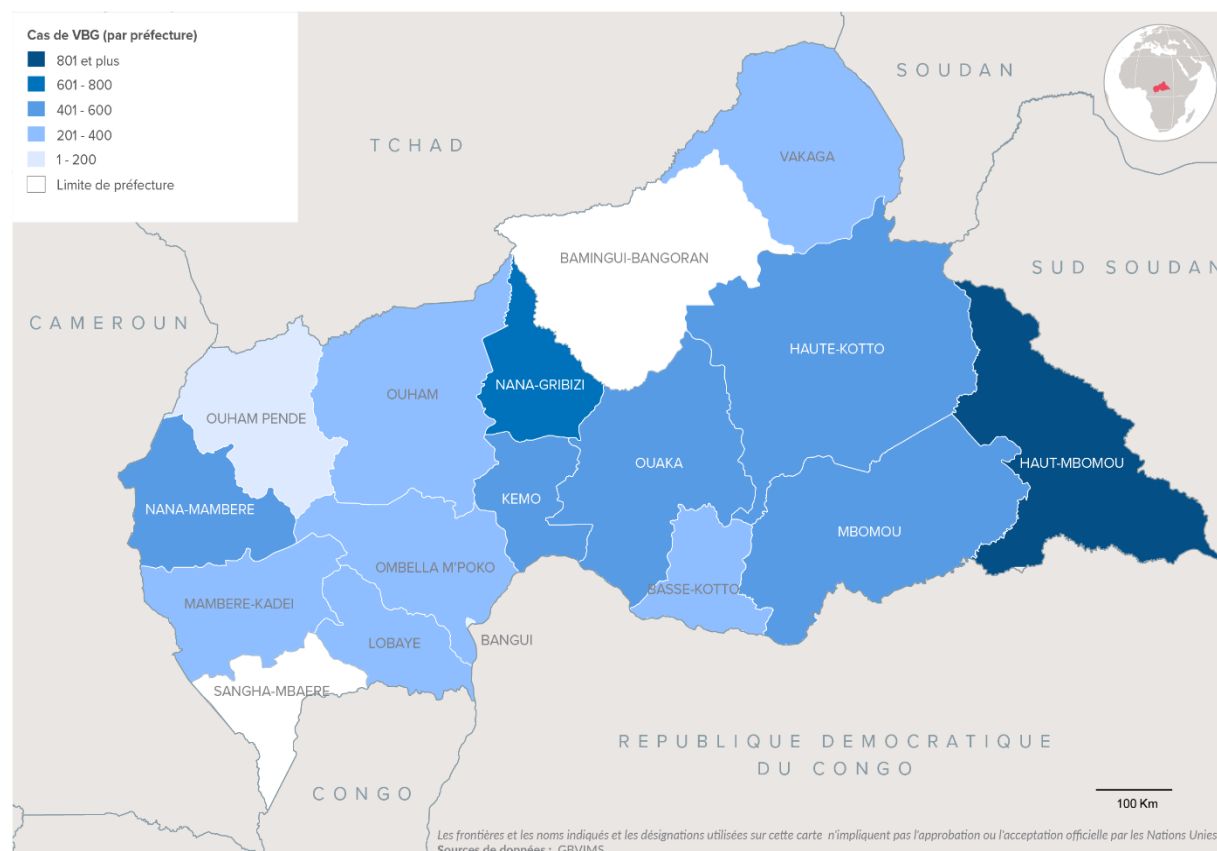 Cas de VBG (par préfecture)
801 et plus
601 - 800
401 - 600
201 - 400
1 - 200
Limite de préfecture
SOUDAN
TCHAD
VAKAGA
BAMINGUI-BANGORAN
SUD SOUDAN
CAMEROUN
HAUTE-KOTTO
NANA-GRIBIZI
OUHAM
OUHAM PENDE
OUAKA
HAUT-MBOMOU
KEMO
NANA-MAMBERE
MBOMOU
OMBELLA M'POKO
BASSE-KOTTO
MAMBERE-KADEI
BANGUI
LOBAYE
SANGHA-MBAERE
REPUBLIQUE DEMOCRATIQUE
DU CONGO
CONGO
100 Km
Les frontières et les noms indiqués et les désignations utilisées sur cette carte n'impliquent pas l'approbation ou l'acceptation officielle par les Nations Unies
Sources de données : GBVIMS